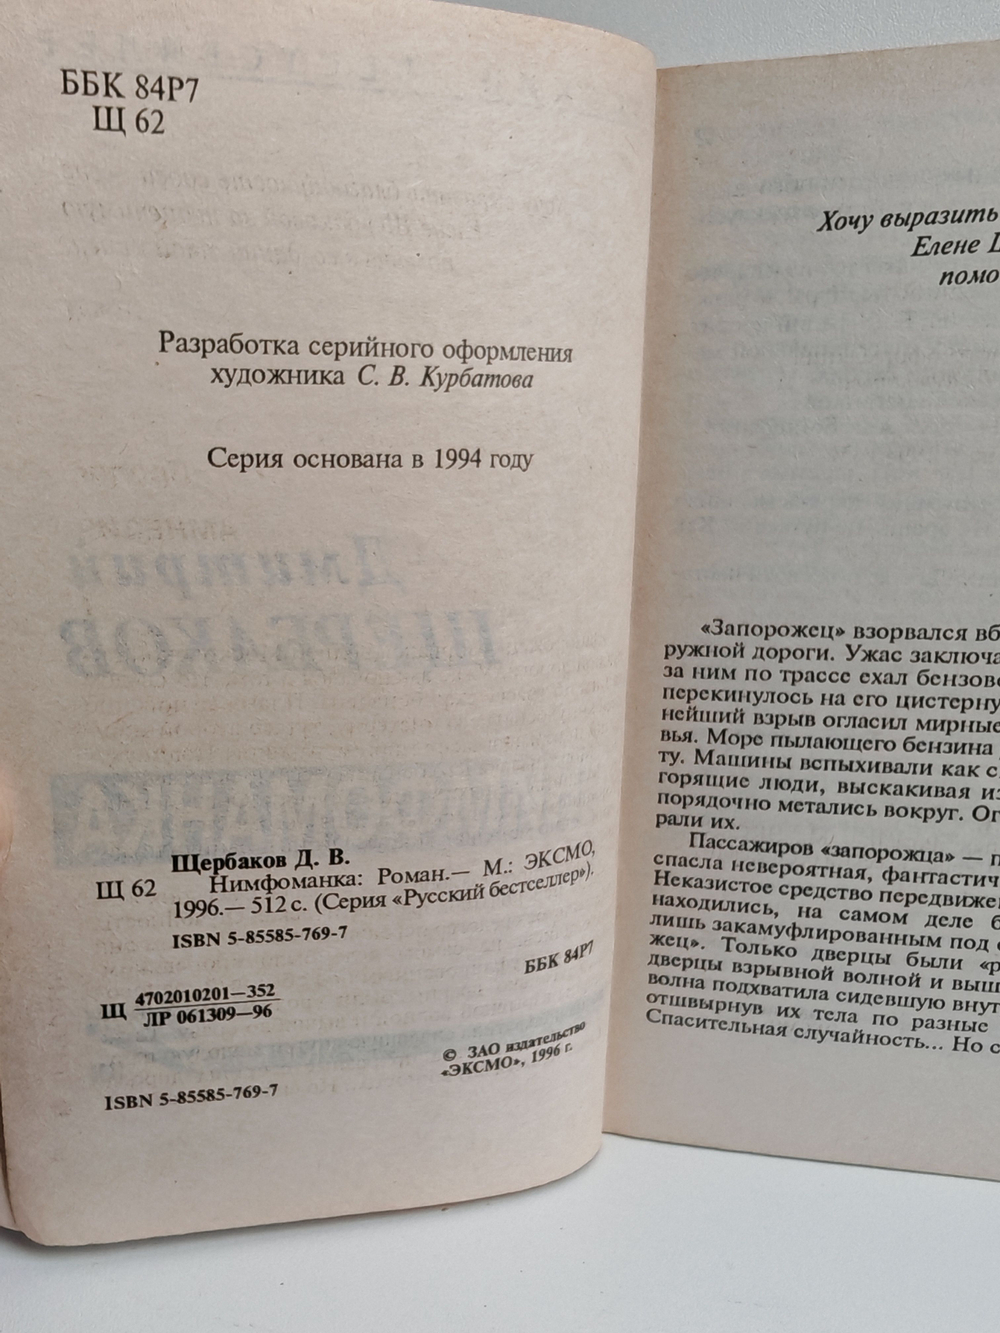 ББК 84Р7
Щ 62
Разработка серийного оформления
художника С. В. Курбатова
Серия основана в 1994 году
Щербаков Д. В.
Щ 62 Нимфоманка: Роман.— М.: ЭКСМО,
1996.— 512 с. (Серия «Русский бестселлер»).
ISBN 5-85585-769-7
ББК 84Р7
Щ 4702010201—352
ЛР 061309—96
© ЗАО издательство
«ЭКСМО», 1996 г.
ISBN 5-85585-769-7
Хочу выразить
Елене
помо
«Запорожец» взорвался вб
ружной дороги. Ужас заключа
за ним по трассе ехал бензово
перекинулось на его цистерну
нейший взрыв огласил мирные
вья. Море пылающего бензина
ту. Машины вспыхивали как с
горящие люди, выскакивая из
порядочно метались вокруг. Ог
рали их.
Пассажиров «запорожца» — п
спасла невероятная, фантастич
Неказистое средство передвиже
находились, на самом деле б
лишь закамуфлированным под
жец». Только дверцы были «р
дверцы взрывной волной и выш
волна подхватила сидевшую внут
отшвырнув их тела по разные
Спасительная случайность... Но с